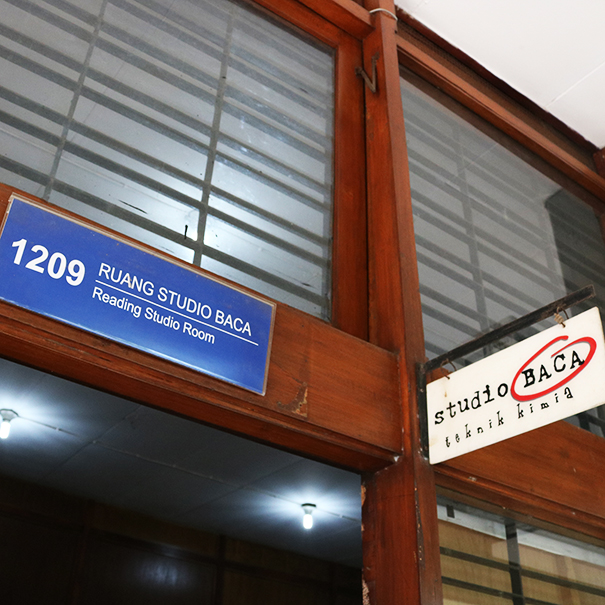 1209
RUANG STUDIO BACA
Reading Studio Room
studio BACA
teknik kimia